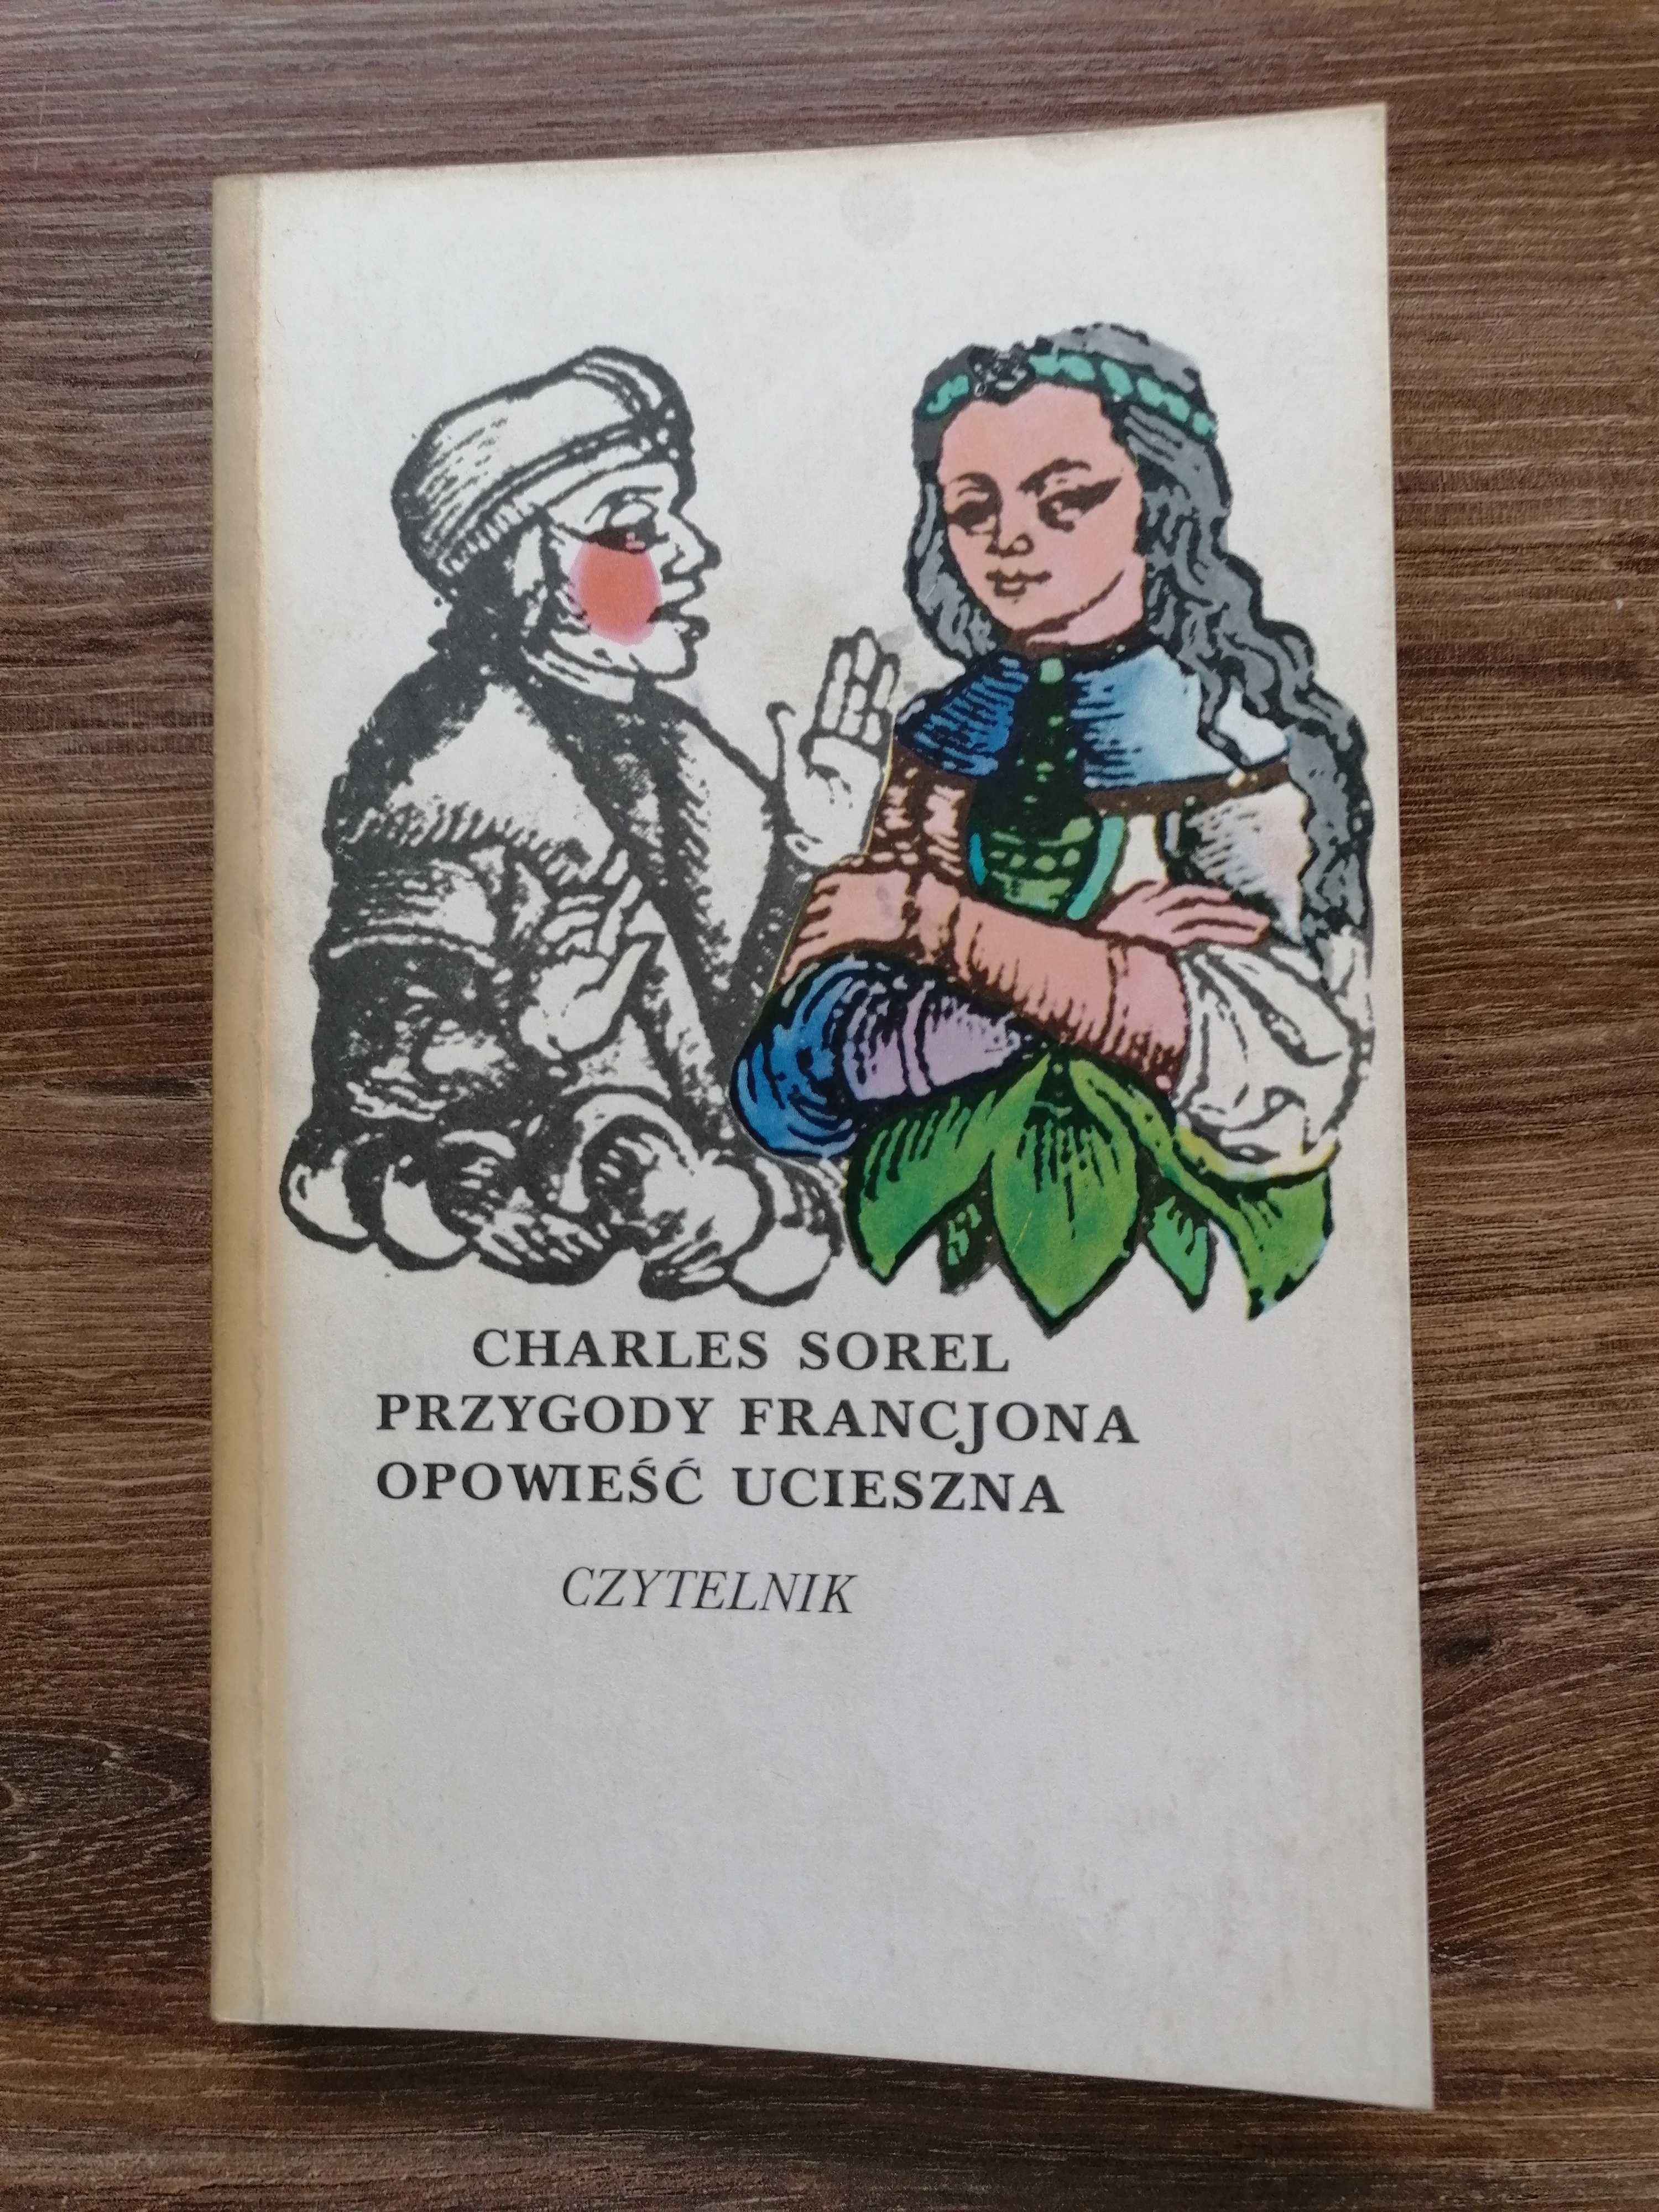 CHARLES SOREL
PRZYGODY FRANCJONA
OPOWIEŚĆ UCIESZNA
CZYTELNIK